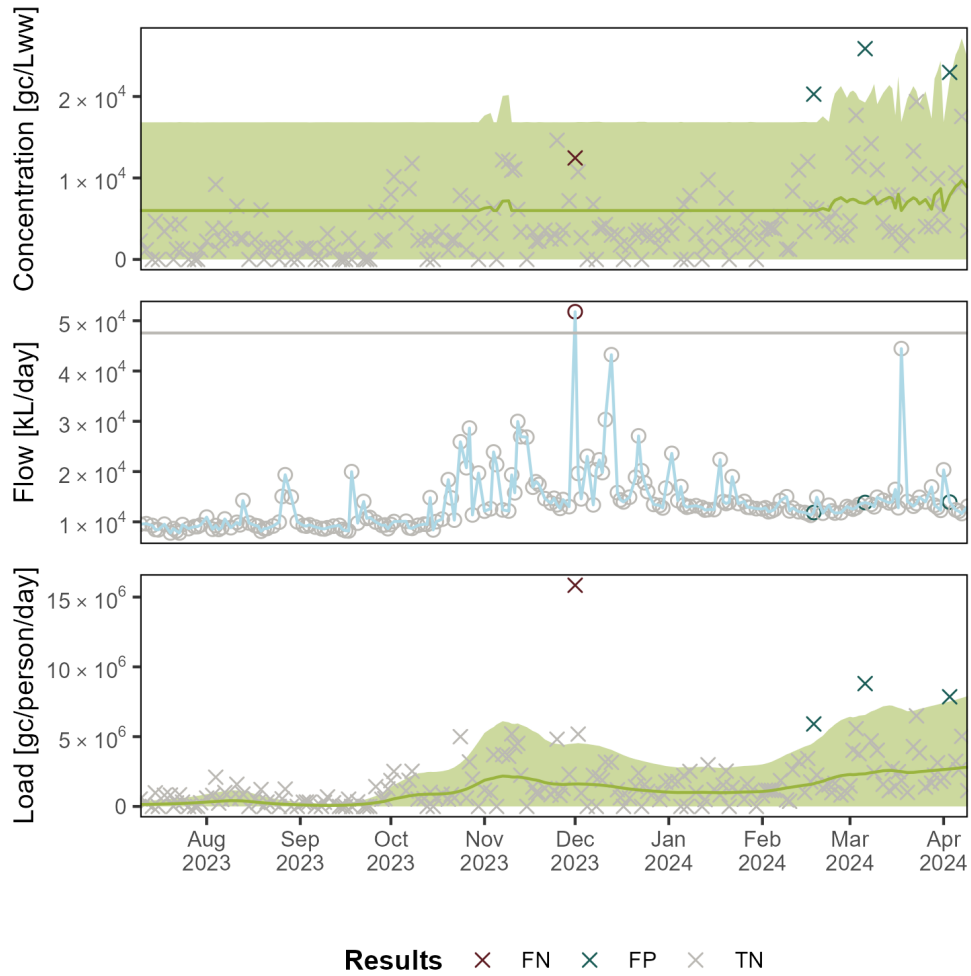 Concentration [gc/Lww]
2 × 10⁴
1 × 10⁴
0
Flow [kL/day]
5 × 10⁴
4 × 10⁴
3 × 10⁴
2 × 10⁴
1 × 10⁴
Load [gc/person/day]
15 × 10⁶
10 × 10⁶
5 × 10⁶
0
Aug Sep Oct Nov Dec Jan Feb Mar Apr
2023 2023 2023 2023 2023 2024 2024 2024 2024
Results FN FP TN